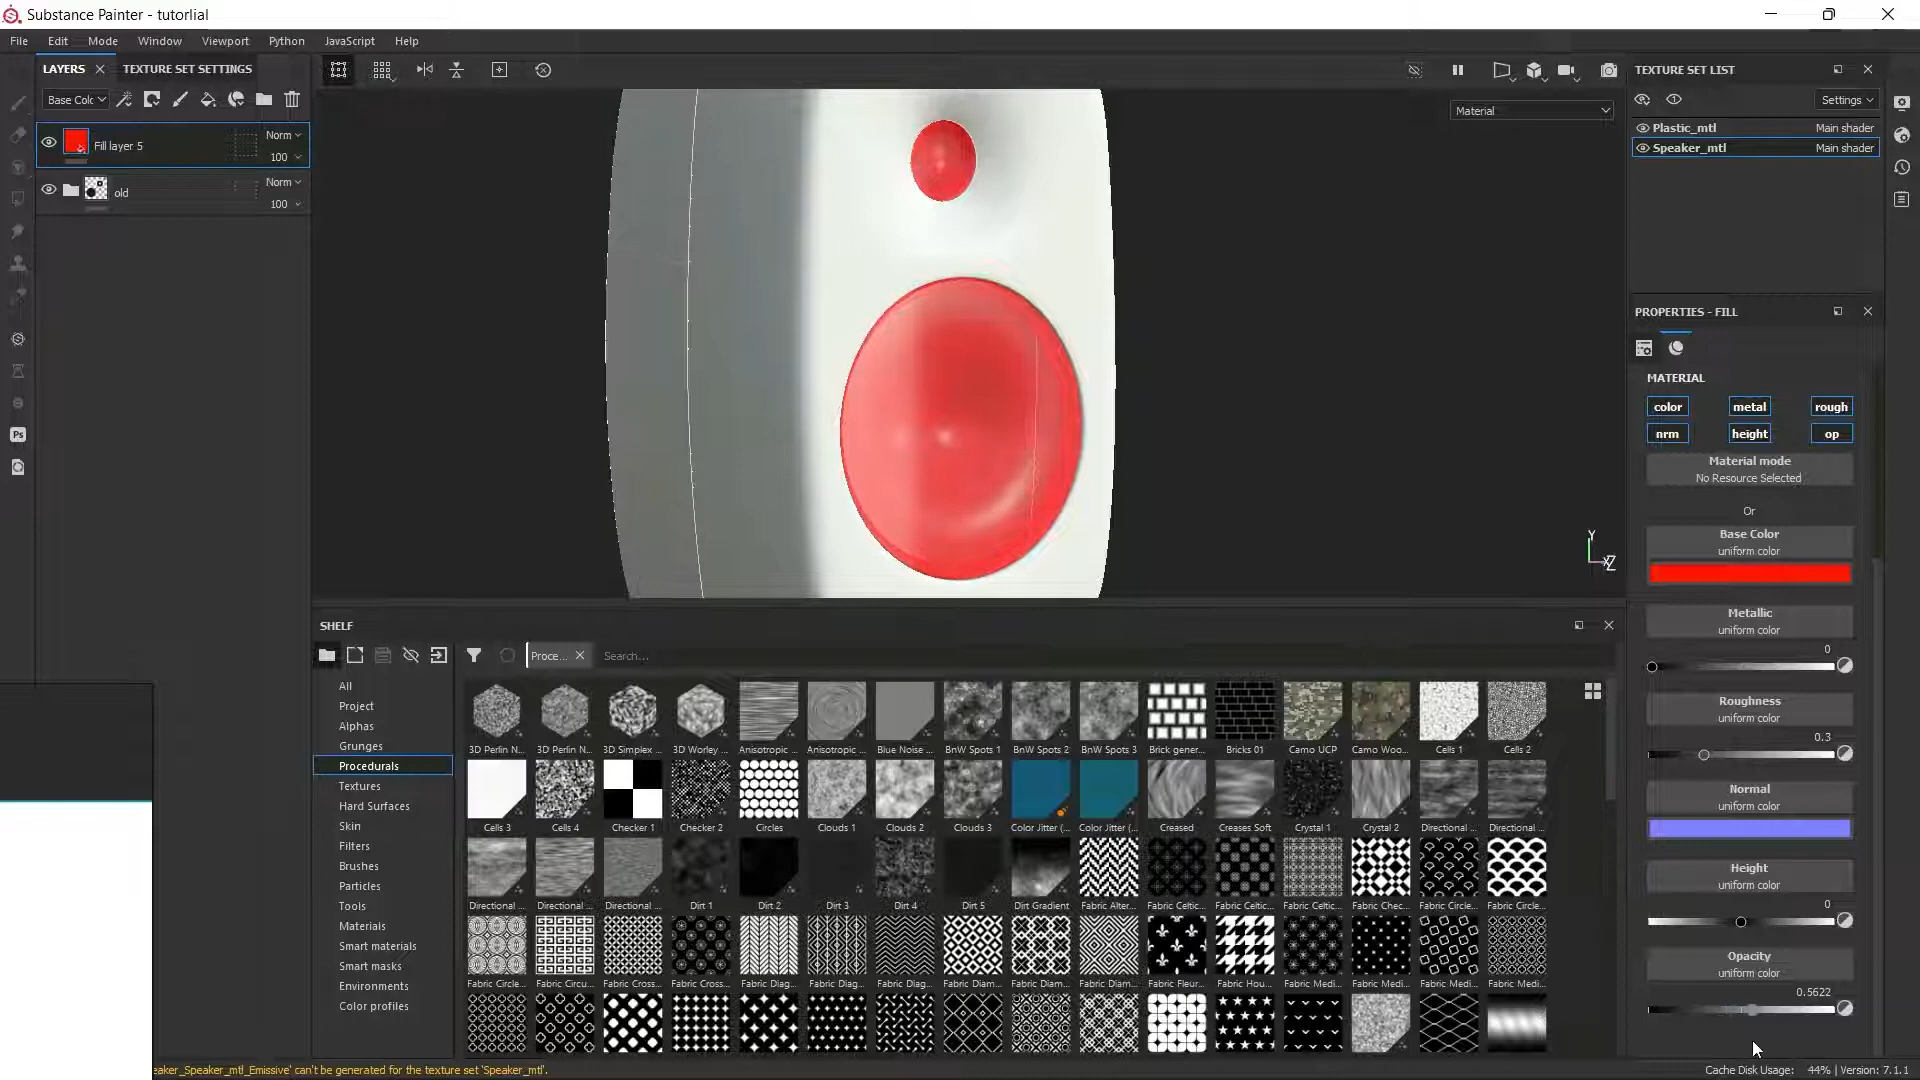 Substance Painter - tutorlial
File Edit Mode Window Viewport Python JavaScript Help
LAYERS TEXTURE SET SETTINGS
Base Colc
Norm
Fill layer 5
100
Norm
old
100
Material
Y
Z
TEXTURE SET LIST
Settings
Plastic_mtl Main shader
Speaker_mtl Main shader
PROPERTIES - FILL
MATERIAL
color metal rough
nrm height op
Material mode
No Resource Selected
Or
Base Color
uniform color
Metallic
uniform color
0
Roughness
uniform color
0.3
Normal
uniform color
Height
uniform color
0
Opacity
uniform color
0.5622
SHELF
Proce... Search...
All
Project
Alphas
Grunges
Procedurals
Textures
Hard Surfaces
Skin
Filters
Brushes
Particles
Tools
Materials
Smart materials
Smart masks
Environments
Color profiles
3D Perlin N... 3D Perlin N... 3D Simplex ... 3D Worley ... Anisotropic ... Anisotropic ... Blue Noise ... BnW Spots 1 BnW Spots 2 BnW Spots 3 Brick gener... Bricks 01 Camo UCP Camo Woo... Cells 1 Cells 2
Cells 3 Cells 4 Checker 1 Checker 2 Circles Clouds 1 Clouds 2 Clouds 3 Color Jitter (... Color Jitter (... Creased Creases Soft Crystal 1 Crystal 2 Directional ... Directional ...
Directional ... Directional ... Directional ... Dirt 1 Dirt 2 Dirt 3 Dirt 4 Dirt 5 Dirt Gradient Fabric Alter... Fabric Celtic... Fabric Celtic... Fabric Celtic... Fabric Chec... Fabric Circle... Fabric Circle...
Fabric Circle... Fabric Circu... Fabric Cross... Fabric Cross... Fabric Diag... Fabric Diag... Fabric Diag... Fabric Diam... Fabric Diam... Fabric Diam... Fabric Fleur... Fabric Hou... Fabric Medi... Fabric Medi... Fabric Medi... Fabric Medi...
eaker_Speaker_mtl_Emissive' can't be generated for the texture set 'Speaker_mtl'.
Cache Disk Usage: 44% | Version: 7.1.1
Ps